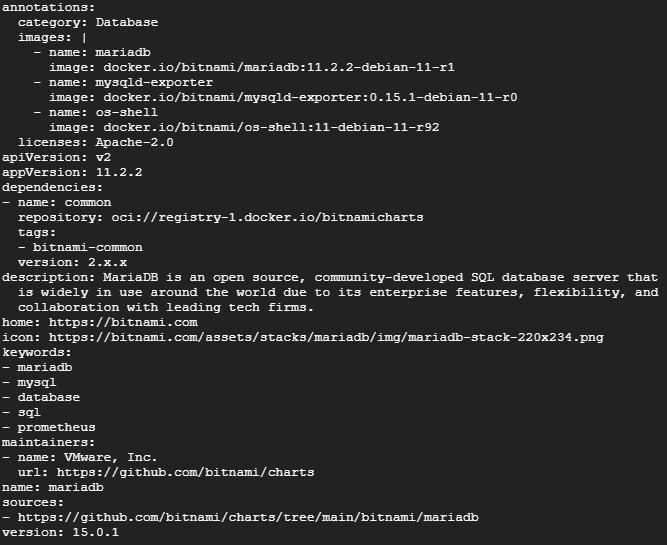 annotations:
  category: Database
  images: |
    - name: mariadb
      image: docker.io/bitnami/mariadb:11.2.2-debian-11-r1
    - name: mysqld-exporter
      image: docker.io/bitnami/mysqld-exporter:0.15.1-debian-11-r0
    - name: os-shell
      image: docker.io/bitnami/os-shell:11-debian-11-r92
  licenses: Apache-2.0
apiVersion: v2
appVersion: 11.2.2
dependencies:
- name: common
  repository: oci://registry-1.docker.io/bitnamicharts
  tags:
  - bitnami-common
  version: 2.x.x
description: MariaDB is an open source, community-developed SQL database server that
  is widely in use around the world due to its enterprise features, flexibility, and
  collaboration with leading tech firms.
home: https://bitnami.com
icon: https://bitnami.com/assets/stacks/mariadb/img/mariadb-stack-220x234.png
keywords:
- mariadb
- mysql
- database
- sql
- prometheus
maintainers:
- name: VMware, Inc.
  url: https://github.com/bitnami/charts
name: mariadb
sources:
- https://github.com/bitnami/charts/tree/main/bitnami/mariadb
version: 15.0.1